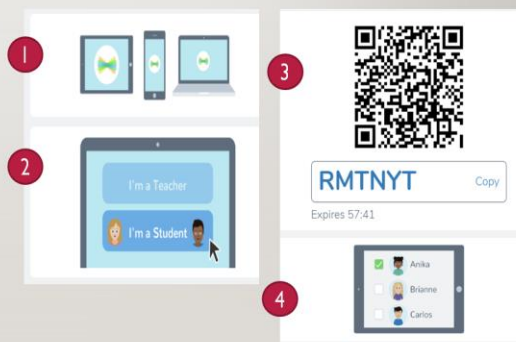 1
2
I'm a Teacher
I'm a Student
3
RMTNYT Copy
Expires 57:41
4
Anika
Brianne
Carlos